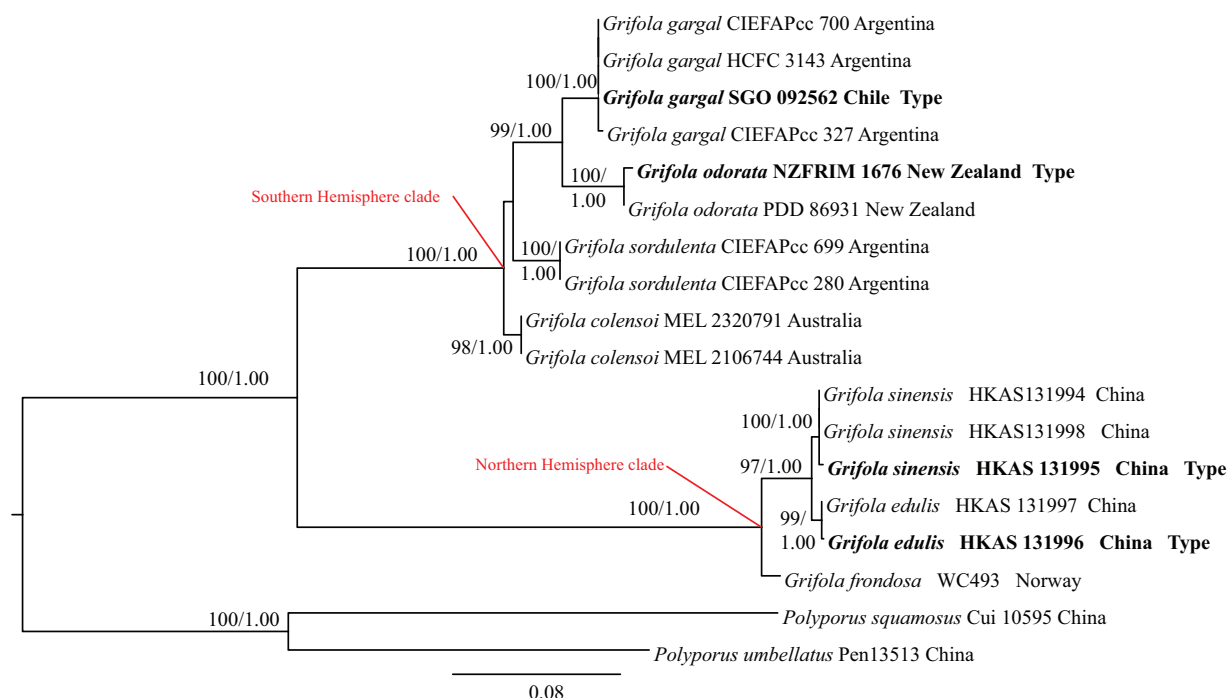 Grifola gargal CIEFAPcc 700 Argentina
Grifola gargal HCFC 3143 Argentina
100/1.00
Grifola gargal SGO 092562 Chile Type
99/1.00
Grifola gargal CIEFAPcc 327 Argentina
100/
1.00
Grifola odorata NZFRIM 1676 New Zealand Type
Southern Hemisphere clade
Grifola odorata PDD 86931 New Zealand
100/1.00
100/
1.00
Grifola sordulenta CIEFAPcc 699 Argentina
Grifola sordulenta CIEFAPcc 280 Argentina
Grifola colensoi MEL 2320791 Australia
98/1.00
Grifola colensoi MEL 2106744 Australia
100/1.00
Grifola sinensis HKAS131994 China
100/1.00
Grifola sinensis HKAS131998 China
Northern Hemisphere clade
97/1.00
Grifola sinensis HKAS 131995 China Type
100/1.00
Grifola edulis HKAS 131997 China
99/
1.00
Grifola edulis HKAS 131996 China Type
Grifola frondosa WC493 Norway
100/1.00
Polyporus squamosus Cui 10595 China
Polyporus umbellatus Pen13513 China
0.08